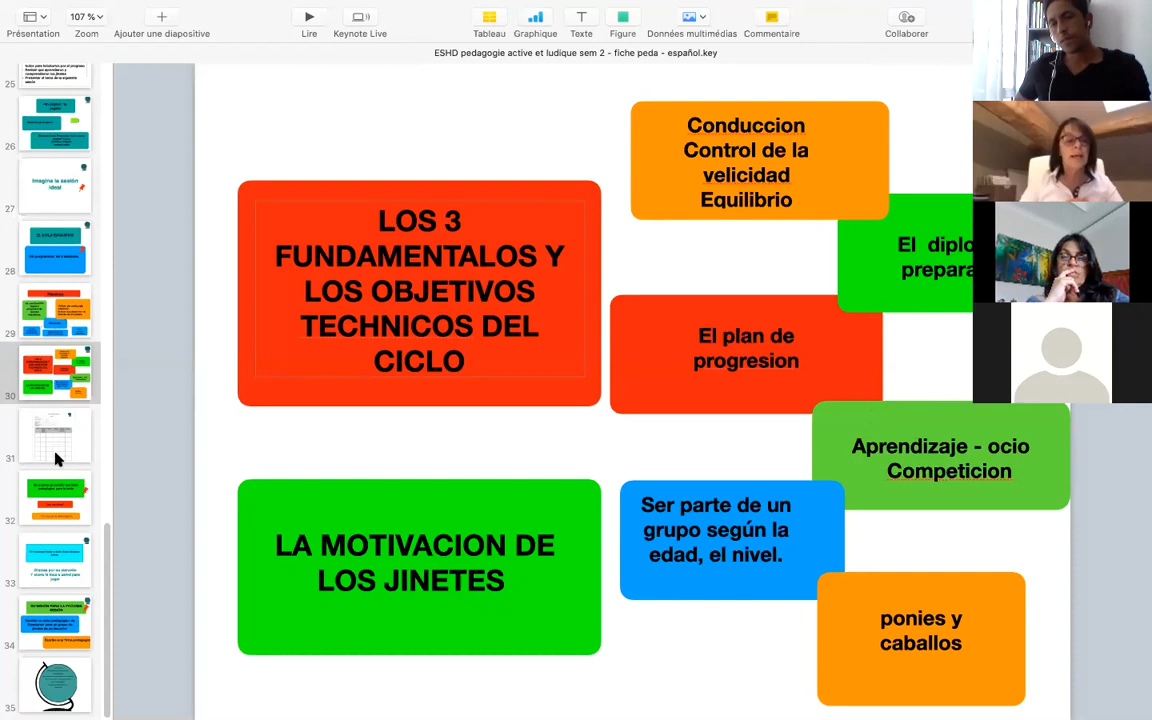 Présentation
107 %
Zoom
Ajouter une diapositive
Lire
Keynote Live
Tableau
Graphique
Texte
Figure
Données multimédias
Commentaire
Collaborer
ESHD pedagogie active et ludique sem 2 - fiche peda - español.key
25
26
Imagina la sesión
ideal
27
28
29
30
31
32
33
34
35
LOS 3
FUNDAMENTALOS Y
LOS OBJETIVOS
TECHNICOS DEL
CICLO
Conduccion
Control de la
velicidad
Equilibrio
El diplo
prepara
El plan de
progresion
Aprendizaje - ocio
Competicion
LA MOTIVACION DE
LOS JINETES
Ser parte de un
grupo según la
edad, el nivel.
ponies y
caballos